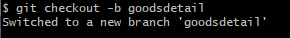 $ git checkout -b goodsdetail
Switched to a new branch 'goodsdetail'